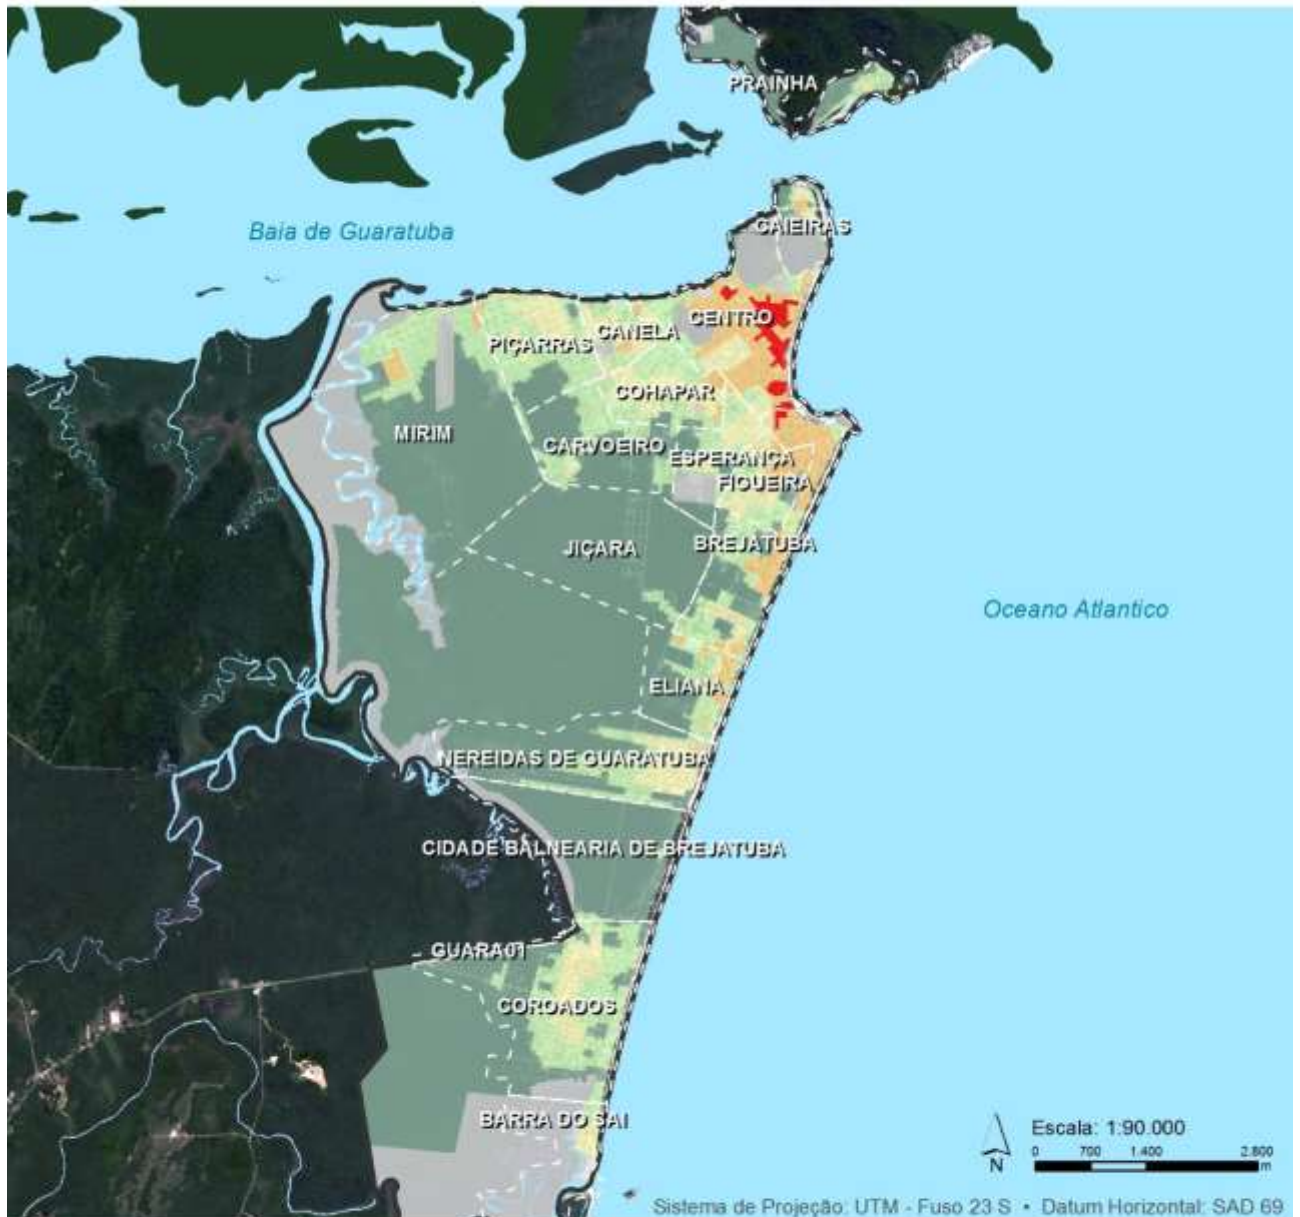 PRAINHA
CAIEIRAS
Baia de Guaratuba
CENTRO
CANELA
PIÇARRAS
COHAPAR
MIRIM
CARVOEIRO
ESPERANÇA
FIGUEIRA
BREJATUBA
JIÇARA
Oceano Atlantico
ELIANA
NEREIDAS DE GUARATUBA
CIDADE BALNEARIA DE BREJATUBA
GUARA01
COROADOS
BARRA DO SAI
Escala: 1:90.000
0 700 1.400 2.800
m
N
Sistema de Projeção: UTM - Fuso 23 S • Datum Horizontal: SAD 69